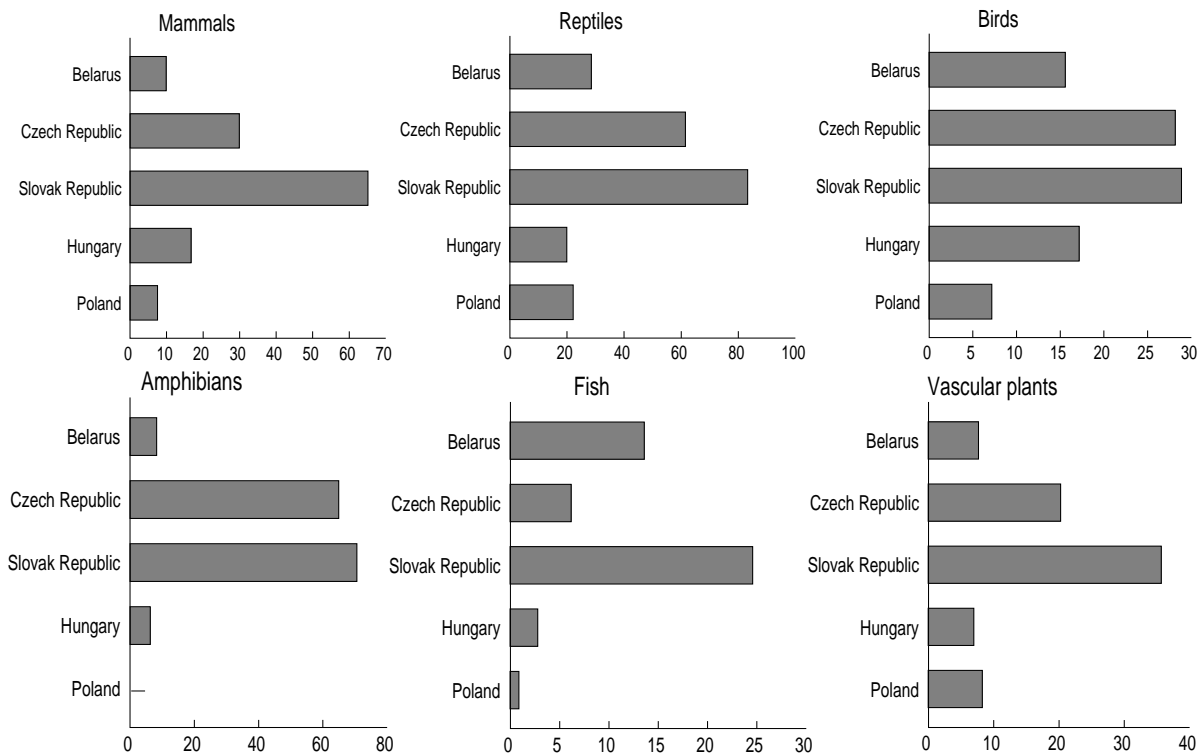 Mammals
Belarus
Czech Republic
Slovak Republic
Hungary
Poland
0 10 20 30 40 50 60 70
Reptiles
Belarus
Czech Republic
Slovak Republic
Hungary
Poland
0 20 40 60 80 100
Birds
Belarus
Czech Republic
Slovak Republic
Hungary
Poland
0 5 10 15 20 25 30
Amphibians
Belarus
Czech Republic
Slovak Republic
Hungary
Poland
0 20 40 60 80
Fish
Belarus
Czech Republic
Slovak Republic
Hungary
Poland
0 5 10 15 20 25 30
Vascular plants
Belarus
Czech Republic
Slovak Republic
Hungary
Poland
0 10 20 30 40